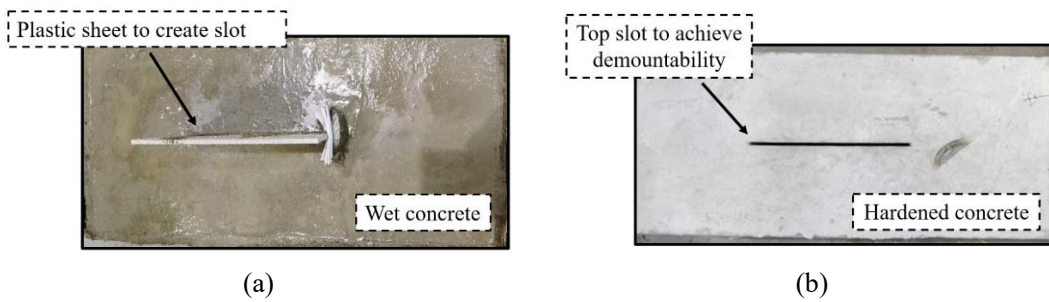 Plastic sheet to create slot
Wet concrete
(a)
Top slot to achieve
demountability
Hardened concrete
(b)